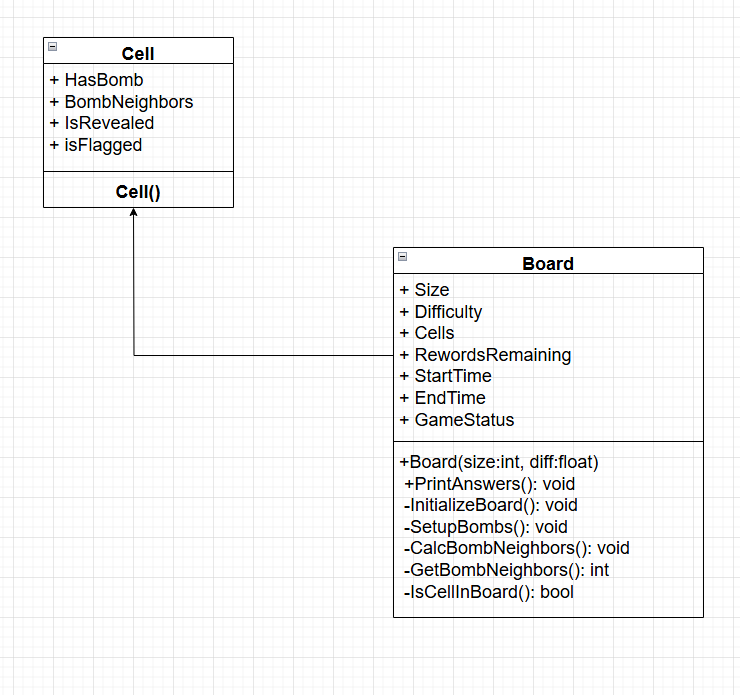 Cell
+ HasBomb
+ BombNeighbors
+ IsRevealed
+ isFlagged
Cell()
Board
+ Size
+ Difficulty
+ Cells
+ RewordsRemaining
+ StartTime
+ EndTime
+ GameStatus
+Board(size:int, diff:float)
+PrintAnswers(): void
-InitializeBoard(): void
-SetupBombs(): void
-CalcBombNeighbors(): void
-GetBombNeighbors(): int
-IsCellInBoard(): bool